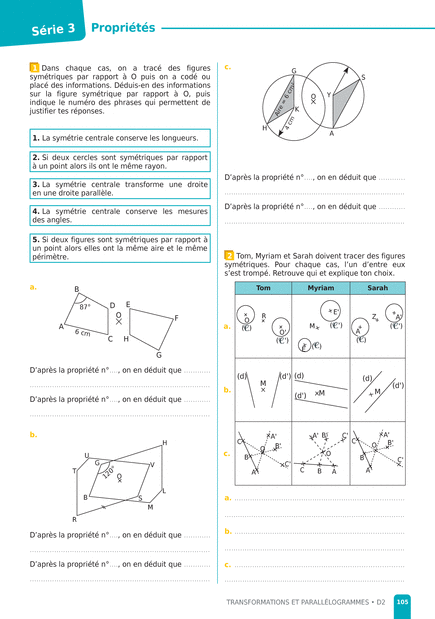 Série 3
Propriétés
1 Dans chaque cas, on a tracé des figures
symétriques par rapport à O puis on a codé ou
placé des informations. Déduis-en des informations
sur la figure symétrique par rapport à O, puis
indique le numéro des phrases qui permettent de
justifier tes réponses.
1. La symétrie centrale conserve les longueurs.
2. Si deux cercles sont symétriques par rapport
à un point alors ils ont le même rayon.
3. La symétrie centrale transforme une droite
en une droite parallèle.
4. La symétrie centrale conserve les mesures
des angles.
5. Si deux figures sont symétriques par rapport à
un point alors elles ont la même aire et le même
périmètre.
a.
B
87°
D E
O
F
A
6 cm
C H
G
D'après la propriété n°...., on en déduit que ............
D'après la propriété n°...., on en déduit que ............
b.
H
U
G
V
T
120°
O
B
S
L
M
R
D'après la propriété n°...., on en déduit que ............
D'après la propriété n°...., on en déduit que ............
c.
G
S
Aire = 6 cm²
O
Y
K
H
4 cm
A
D'après la propriété n°...., on en déduit que ............
D'après la propriété n°...., on en déduit que ............
2 Tom, Myriam et Sarah doivent tracer des figures
symétriques. Pour chaque cas, l'un d'entre eux
s'est trompé. Retrouve qui et explique ton choix.
Tom Myriam Sarah
a.
O R
(C)
O'
(C')
E'
M (C')
E (C)
Z A'
(C')
A
(C)
b.
(d) M (d')
(d)
(d') M
(d)
M (d')
c.
C A'
O B'
B
C'
A
A' B' C'
O
C B A
C A'
O B'
B
C'
A
a.
b.
c.
TRANSFORMATIONS ET PARALLÉLOGRAMMES • D2 105